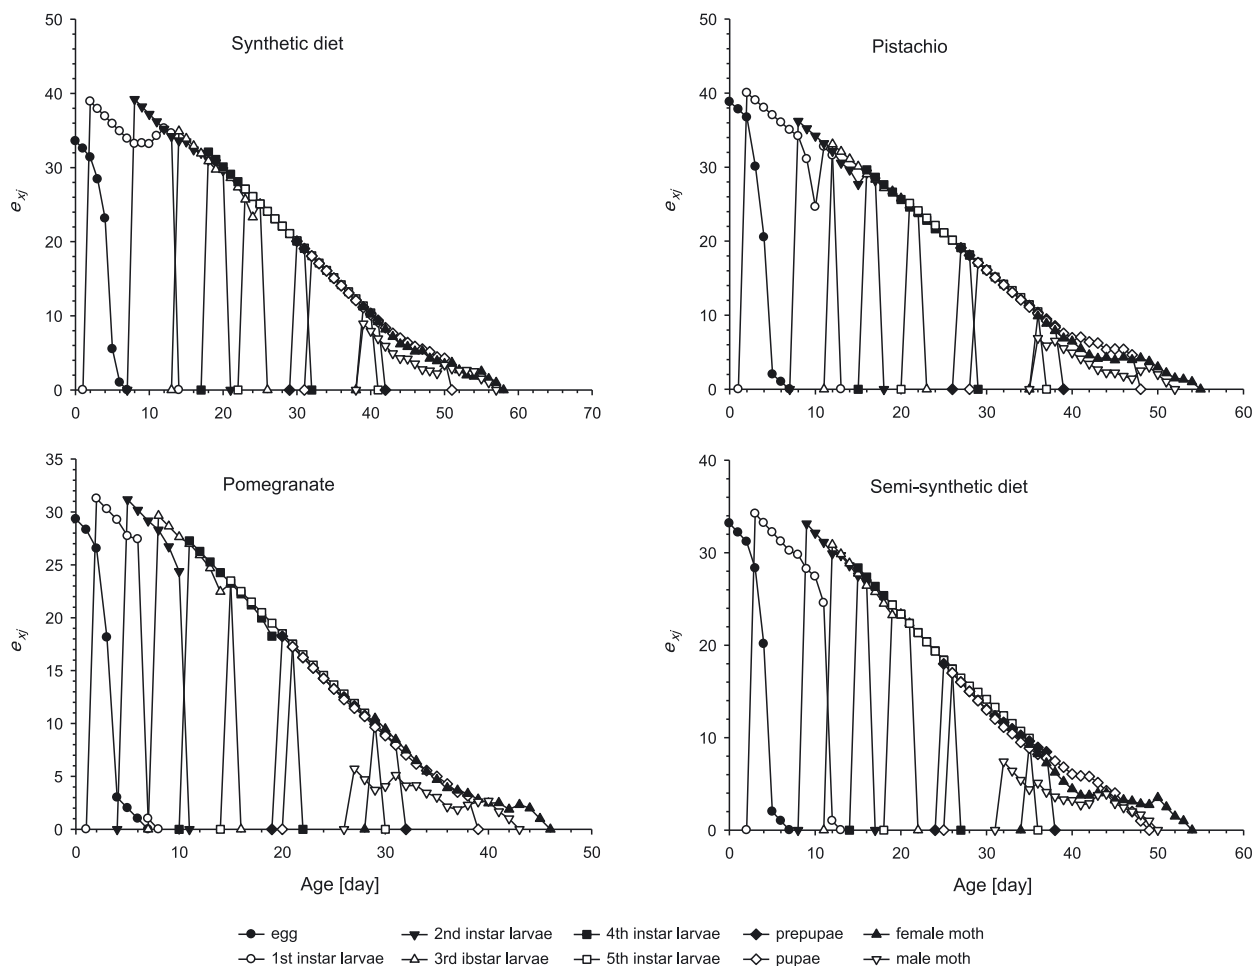 Synthetic diet
50
40
30
20
10
0
e xj
0 10 20 30 40 50 60 70
Pistachio
50
40
30
20
10
0
e xj
0 10 20 30 40 50 60
Pomegranate
35
30
25
20
15
10
5
0
e xj
0 10 20 30 40 50
Age [day]
Semi-synthetic diet
40
30
20
10
0
e xj
0 10 20 30 40 50 60
Age [day]
egg 2nd instar larvae 4th instar larvae prepupae female moth
1st instar larvae 3rd ibstar larvae 5th instar larvae pupae male moth